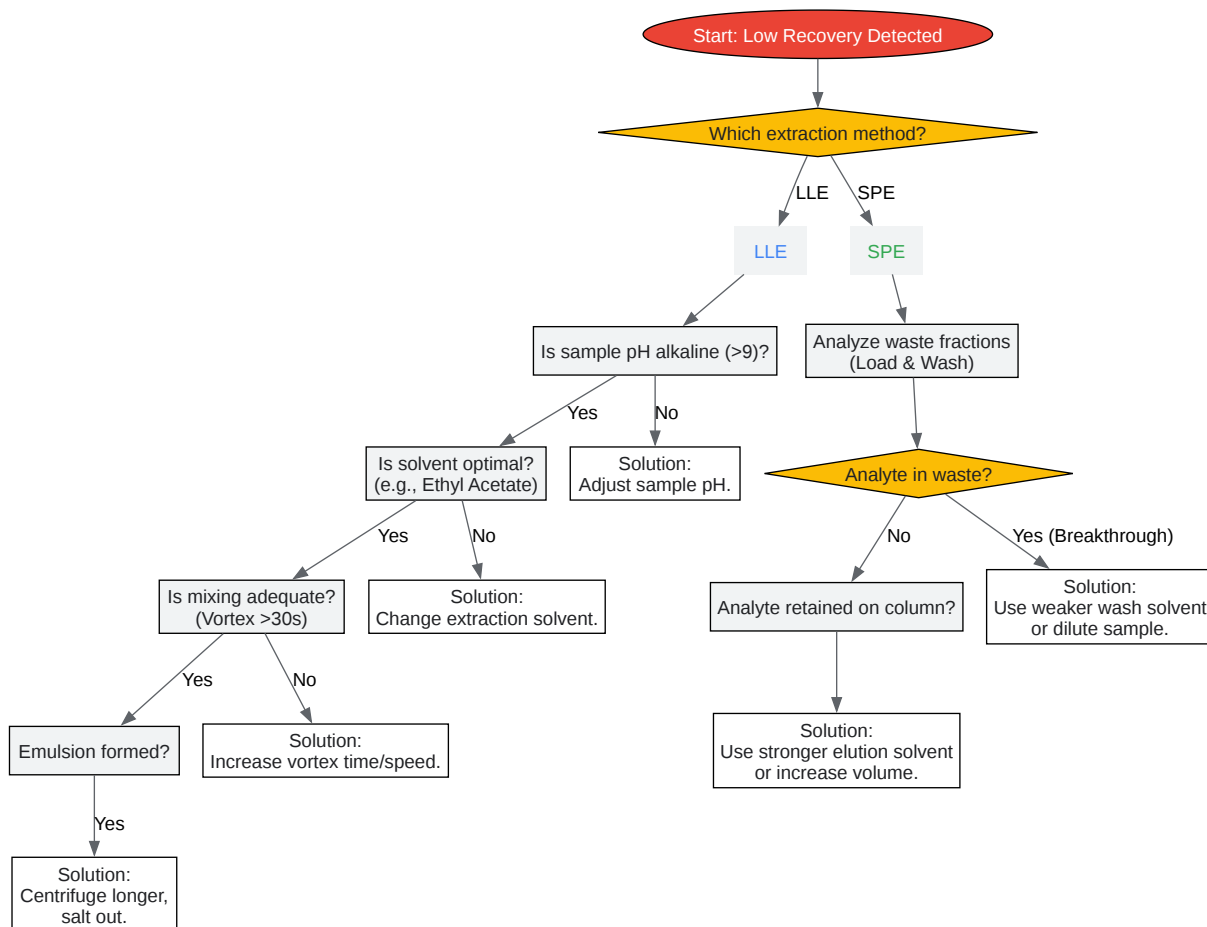 Start: Low Recovery Detected
Which extraction method?
LLE
SPE
LLE
SPE
Is sample pH alkaline (>9)?
Analyze waste fractions
(Load & Wash)
Yes
No
Is solvent optimal?
(e.g., Ethyl Acetate)
Solution:
Adjust sample pH.
Analyte in waste?
Yes
No
No
Yes (Breakthrough)
Is mixing adequate?
(Vortex >30s)
Solution:
Change extraction solvent.
Analyte retained on column?
Solution:
Use weaker wash solvent
or dilute sample.
Yes
No
Emulsion formed?
Solution:
Increase vortex time/speed.
Solution:
Use stronger elution solvent
or increase volume.
Yes
Solution:
Centrifuge longer,
salt out.